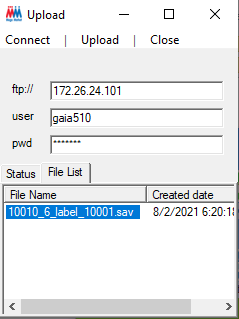 Upload
Connect | Upload | Close
ftp:// 172.26.24.101
user gaia510
pwd *******
Status File List
File Name Created date
10010_6_label_10001.sav 8/2/2021 6:20:18